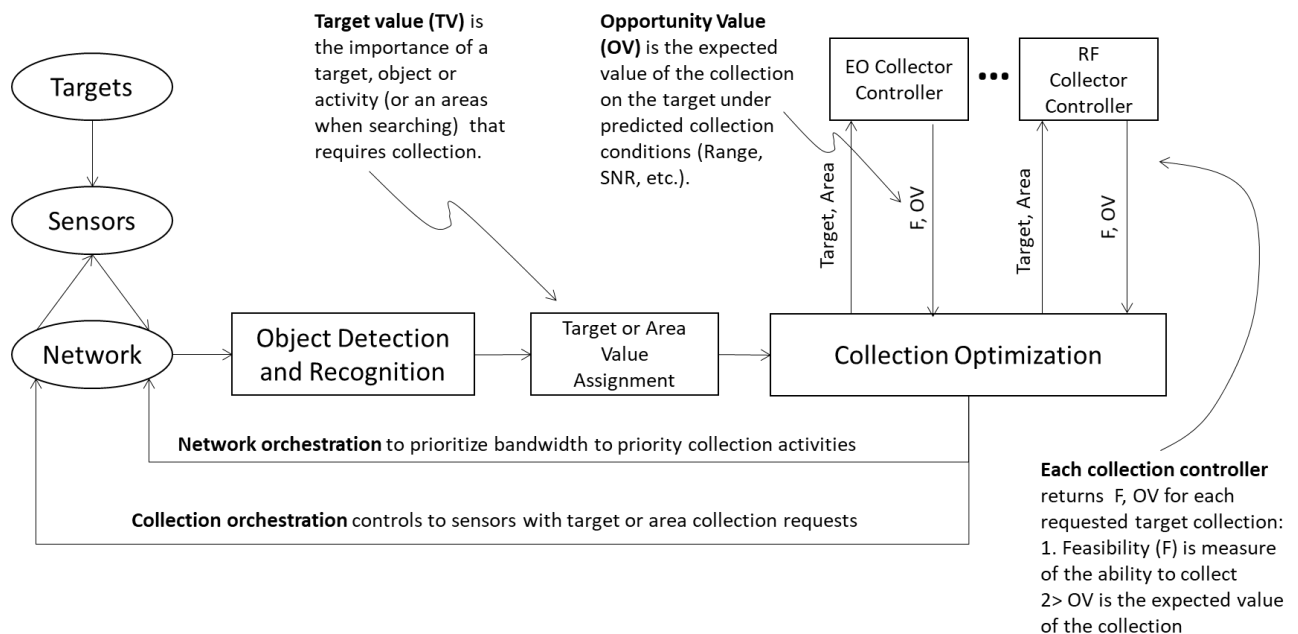 Target value (TV) is
the importance of a
target, object or
activity (or an areas
when searching) that
requires collection.
Opportunity Value
(OV) is the expected
value of the collection
on the target under
predicted collection
conditions (Range,
SNR, etc.).
EO Collector
Controller
•••
RF
Collector
Controller
Targets
Sensors
Network
Target, Area
F, OV
Target, Area
F, OV
Object Detection
and Recognition
Target or Area
Value
Assignment
Collection Optimization
Network orchestration to prioritize bandwidth to priority collection activities
Collection orchestration controls to sensors with target or area collection requests
Each collection controller
returns F, OV for each
requested target collection:
1. Feasibility (F) is measure
of the ability to collect
2> OV is the expected value
of the collection